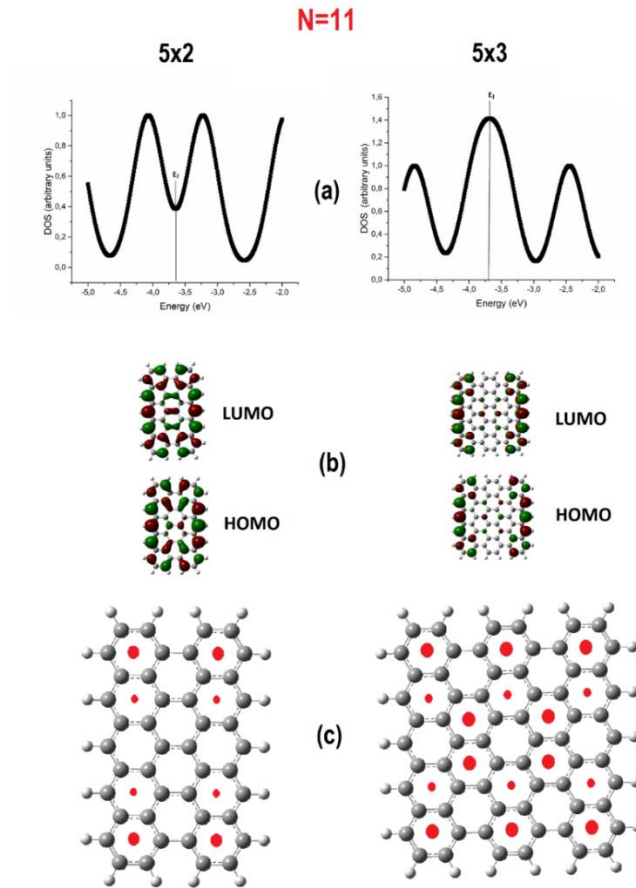 N=11
5x2
5x3
DOS (arbitrary units)
1,0
0,8
0,6
0,4
0,2
0,0
E_f
-5,0 -4,5 -4,0 -3,5 -3,0 -2,5 -2,0
Energy (eV)
(a)
DOS (arbitrary units)
1,6
1,4
1,2
1,0
0,8
0,6
0,4
0,2
0,0
E_f
-5,0 -4,5 -4,0 -3,5 -3,0 -2,5 -2,0
Energy (eV)
LUMO
LUMO
(b)
HOMO
HOMO
(c)